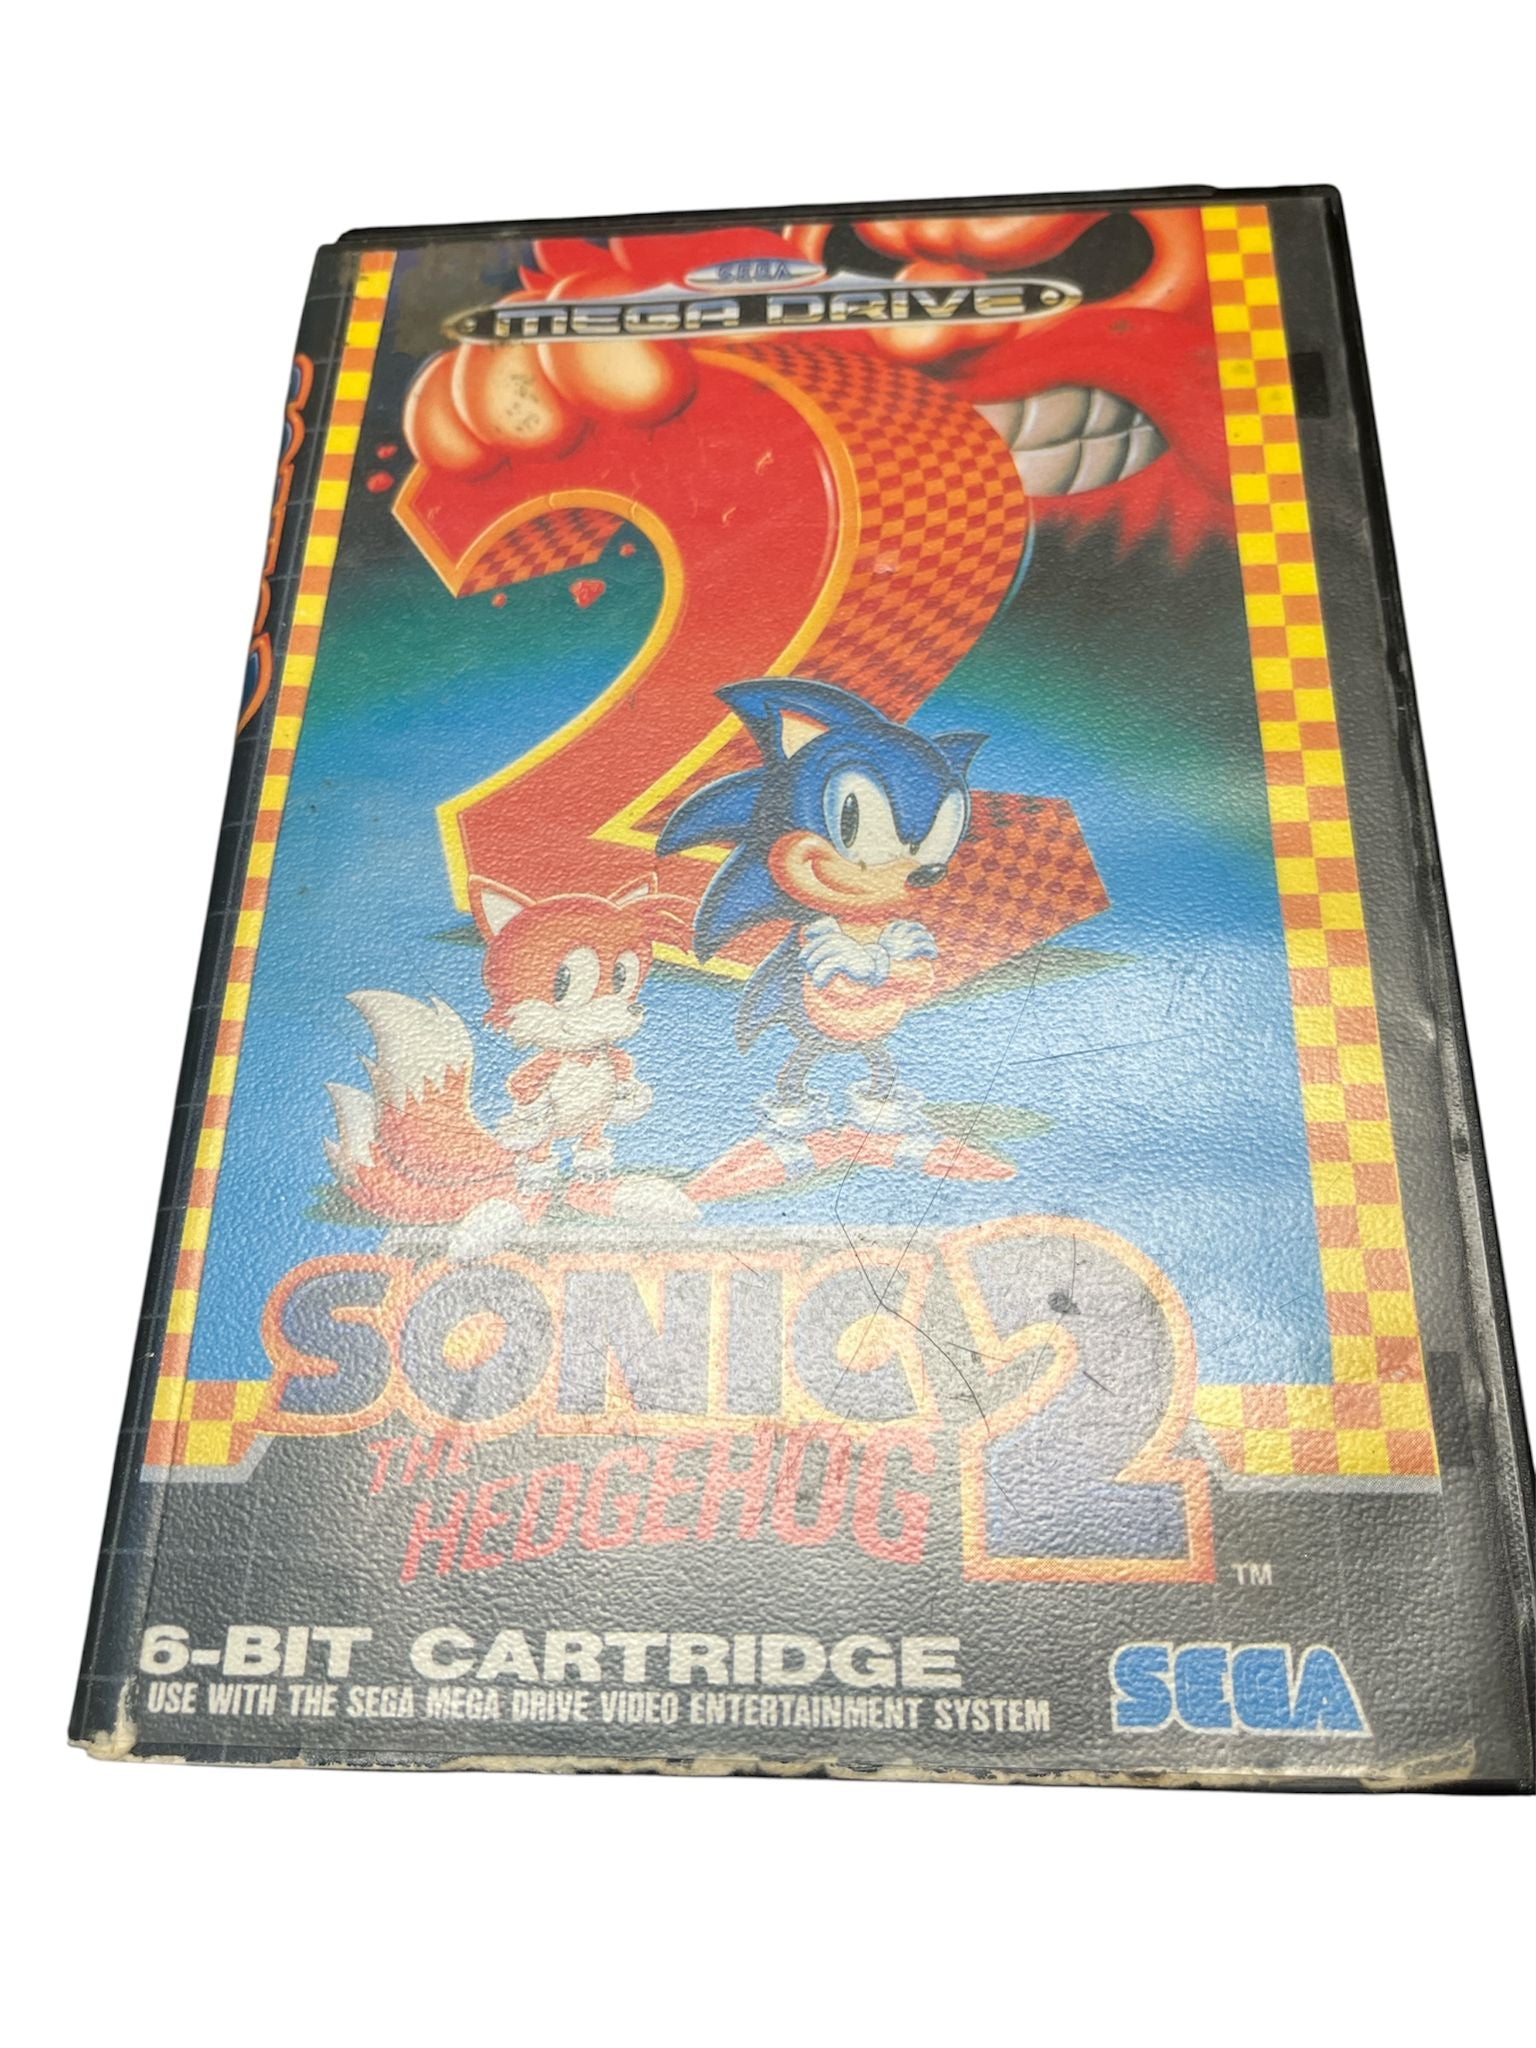 SEGA
MEGA DRIVE
SONIC 2
THE
HEDGEHOG
TM
6-BIT CARTRIDGE
USE WITH THE SEGA MEGA DRIVE VIDEO ENTERTAINMENT SYSTEM
SEGA